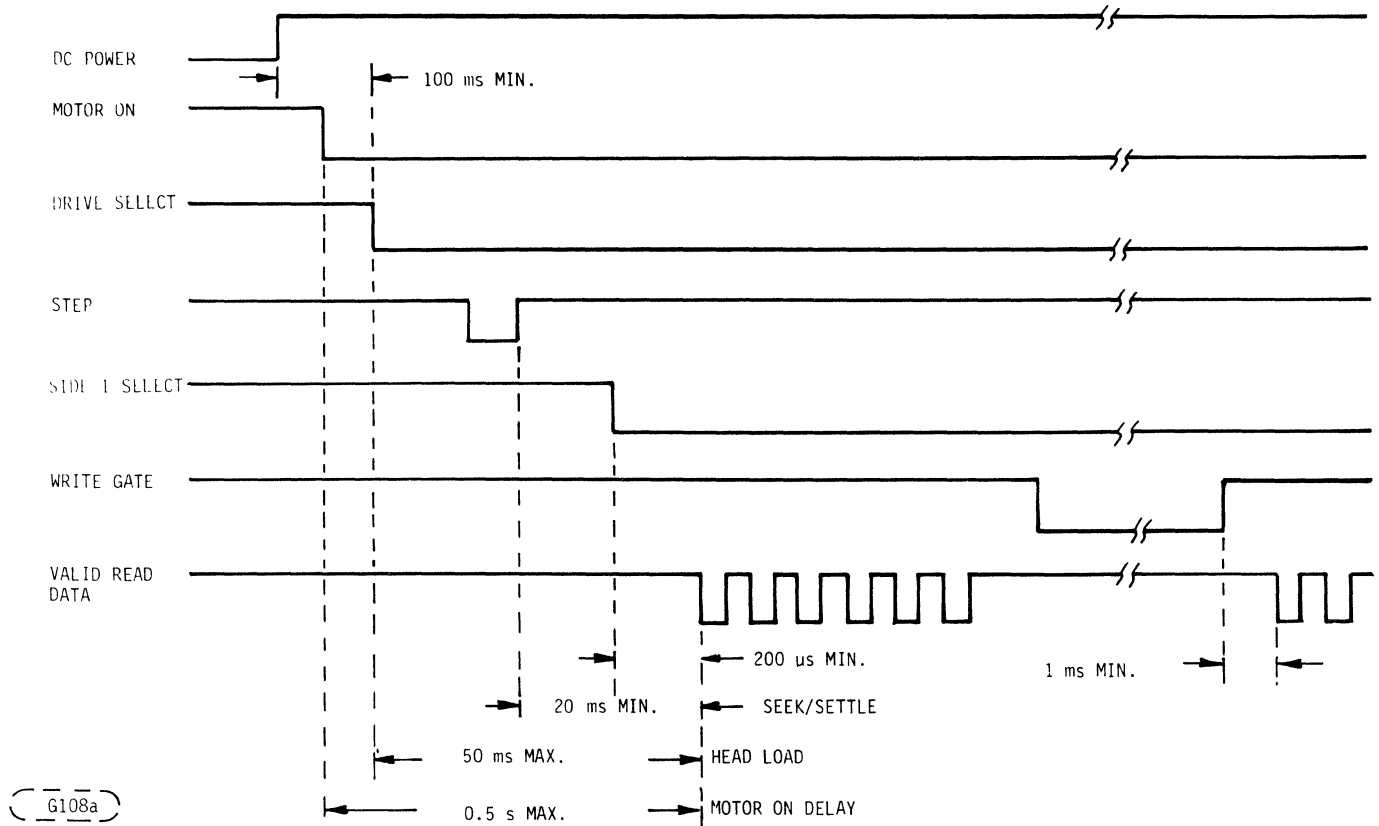 DC POWER
100 ms MIN.
MOTOR ON
DRIVE SELECT
STEP
SIDE 1 SELECT
WRITE GATE
VALID READ
DATA
200 µs MIN.
1 ms MIN.
20 ms MIN.
SEEK/SETTLE
50 ms MAX.
HEAD LOAD
G108a
0.5 s MAX.
MOTOR ON DELAY